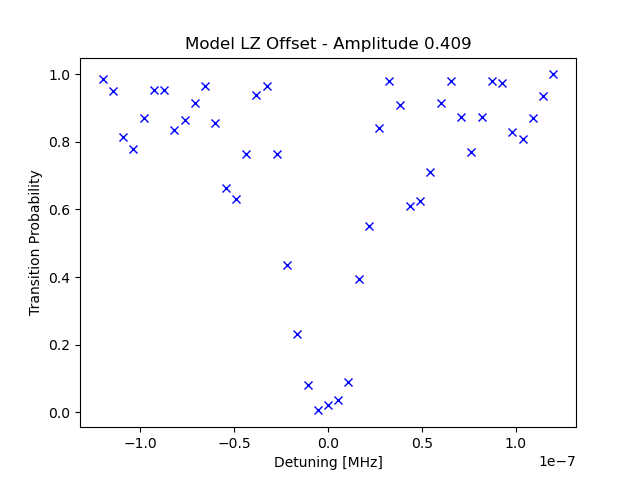 Model LZ Offset - Amplitude 0.409
Transition Probability
1.0
0.8
0.6
0.4
0.2
0.0
−1.0 −0.5 0.0 0.5 1.0
1e−7
Detuning [MHz]